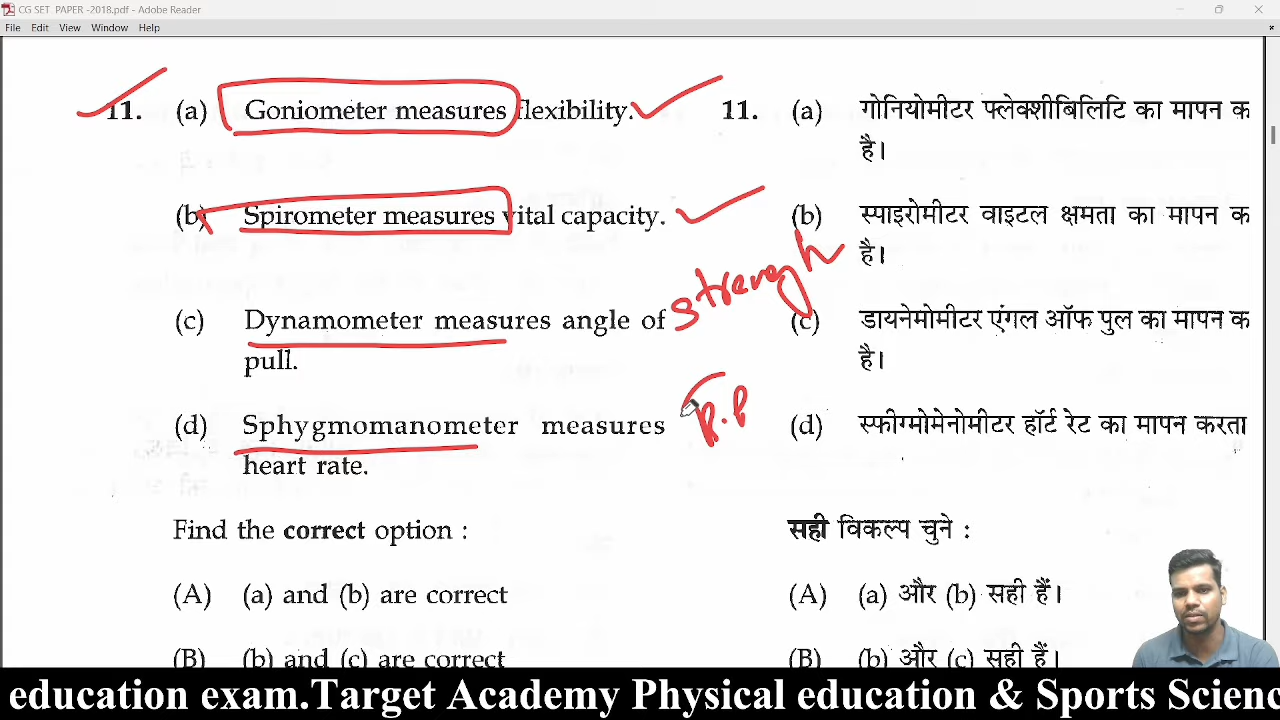 CG SET PAPER -2018.pdf - Adobe Reader
File Edit View Window Help
11. (a) Goniometer measures flexibility.
(b) Spirometer measures vital capacity.
(c) Dynamometer measures angle of
pull.
strengh
(d) Sphygmomanometer measures
heart rate.
B.P
Find the correct option :
(A) (a) and (b) are correct
(B) (b) and (c) are correct
11. (a) गोनियोमीटर फ्लेक्शीबिलिटि का मापन क
है।
(b) स्पाइरोमीटर वाइटल क्षमता का मापन क
है।
(c) डायनेमोमीटर एंगल ऑफ पुल का मापन क
है।
(d) स्फीग्मोमेनोमीटर हॉर्ट रेट का मापन करता
सही विकल्प चुने :
(A) (a) और (b) सही हैं।
(B) (b) और (c) सही हैं।
education exam.Target Academy Physical education & Sports Scienc